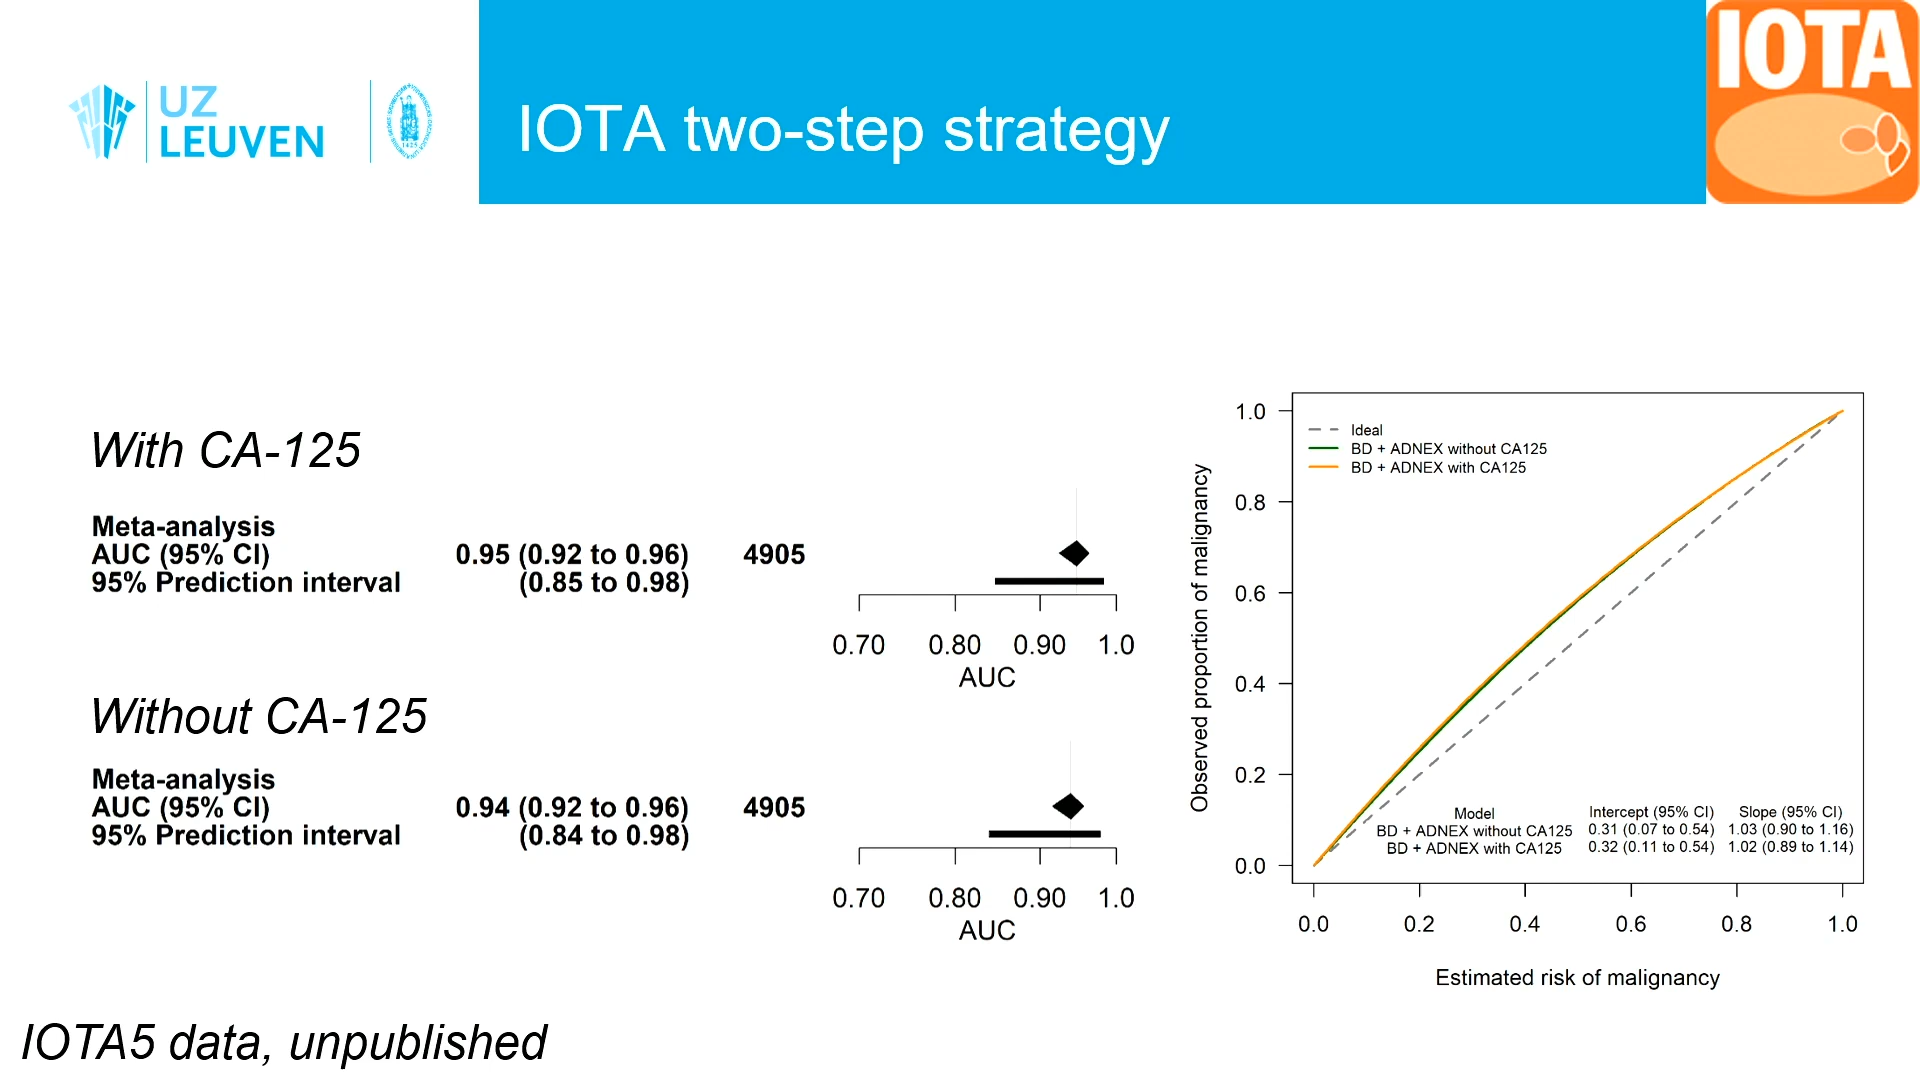 UZ
LEUVEN
1425
IOTA two-step strategy
IOTA
With CA-125
Meta-analysis
AUC (95% CI) 0.95 (0.92 to 0.96) 4905
95% Prediction interval (0.85 to 0.98)
0.70 0.80 0.90 1.0
AUC
Without CA-125
Meta-analysis
AUC (95% CI) 0.94 (0.92 to 0.96) 4905
95% Prediction interval (0.84 to 0.98)
0.70 0.80 0.90 1.0
AUC
Observed proportion of malignancy
1.0
0.8
0.6
0.4
0.2
0.0
Ideal
BD + ADNEX without CA125
BD + ADNEX with CA125
Model Intercept (95% CI) Slope (95% CI)
BD + ADNEX without CA125 0.31 (0.07 to 0.54) 1.03 (0.90 to 1.16)
BD + ADNEX with CA125 0.32 (0.11 to 0.54) 1.02 (0.89 to 1.14)
0.0 0.2 0.4 0.6 0.8 1.0
Estimated risk of malignancy
IOTA5 data, unpublished